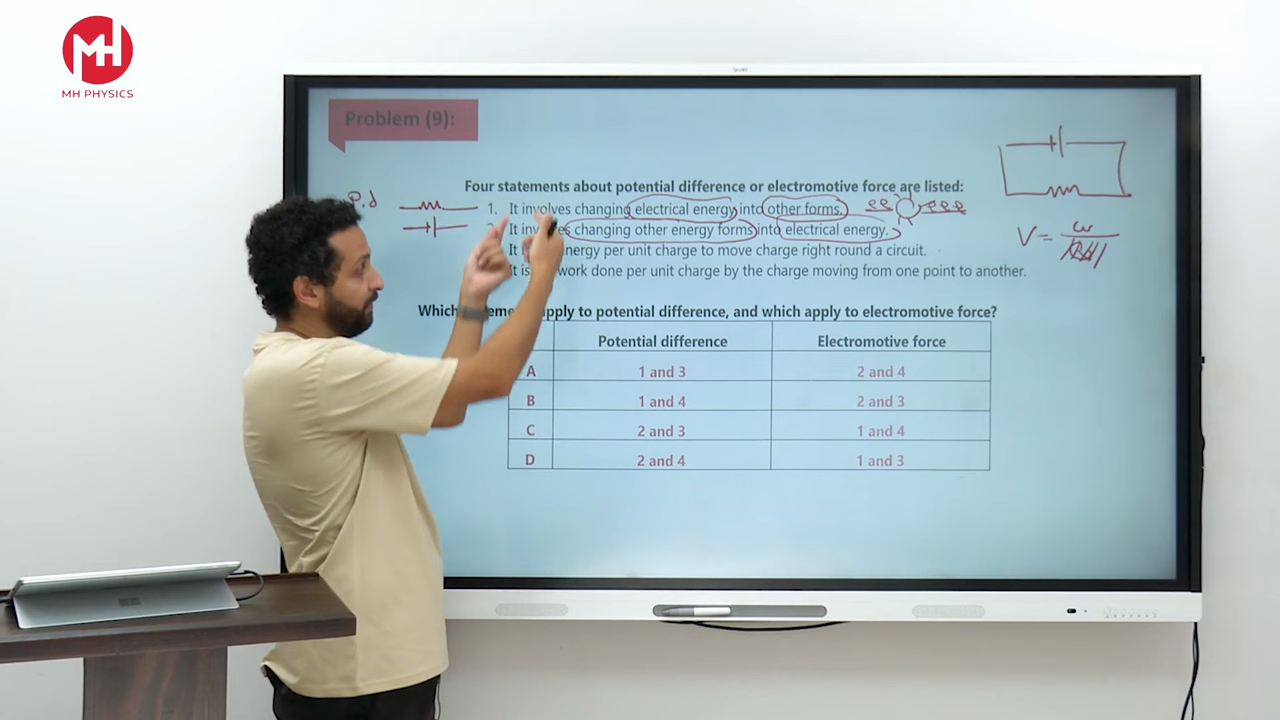 MH
MH PHYSICS
Problem (9):
Four statements about potential difference or electromotive force are listed:
P.d
1. It involves changing electrical energy into other forms.
changing other energy forms into electrical energy.
energy per unit charge to move charge right round a circuit.
It is work done per unit charge by the charge moving from one point to another.
V = w
Which apply to potential difference, and which apply to electromotive force?
Potential difference Electromotive force
A 1 and 3 2 and 4
B 1 and 4 2 and 3
C 2 and 3 1 and 4
D 2 and 4 1 and 3